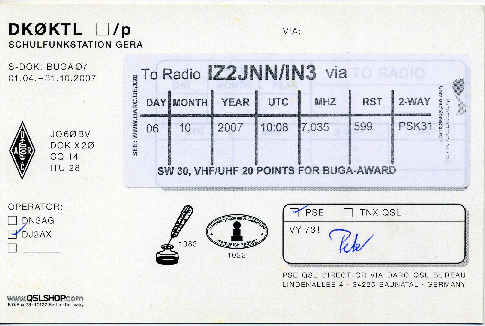 DKØKTL □/p
VIA:
SCHULFUNKSTATION GERA
S-DOK: BUGA07
01.04.-31.10.2007
To Radio IZ2JNN/IN3 via
DAY MONTH YEAR UTC MHZ RST 2-WAY
06 10 2007 10:08 7,035 599 PSK31
SW 30, VHF/UHF 20 POINTS FOR BUGA-AWARD
JO60BV
DOK X20
CQ 14
ITU 28
OPERATOR:
DN3AG
DJ2AX
PSE TNX QSL
VY 73!
Peter
PSE QSL DIRECT OR VIA DARC QSL BUREAU
LINDENALLEE 4 · 34225 BAUNATAL · GERMANY
www.QSLSHOP.com